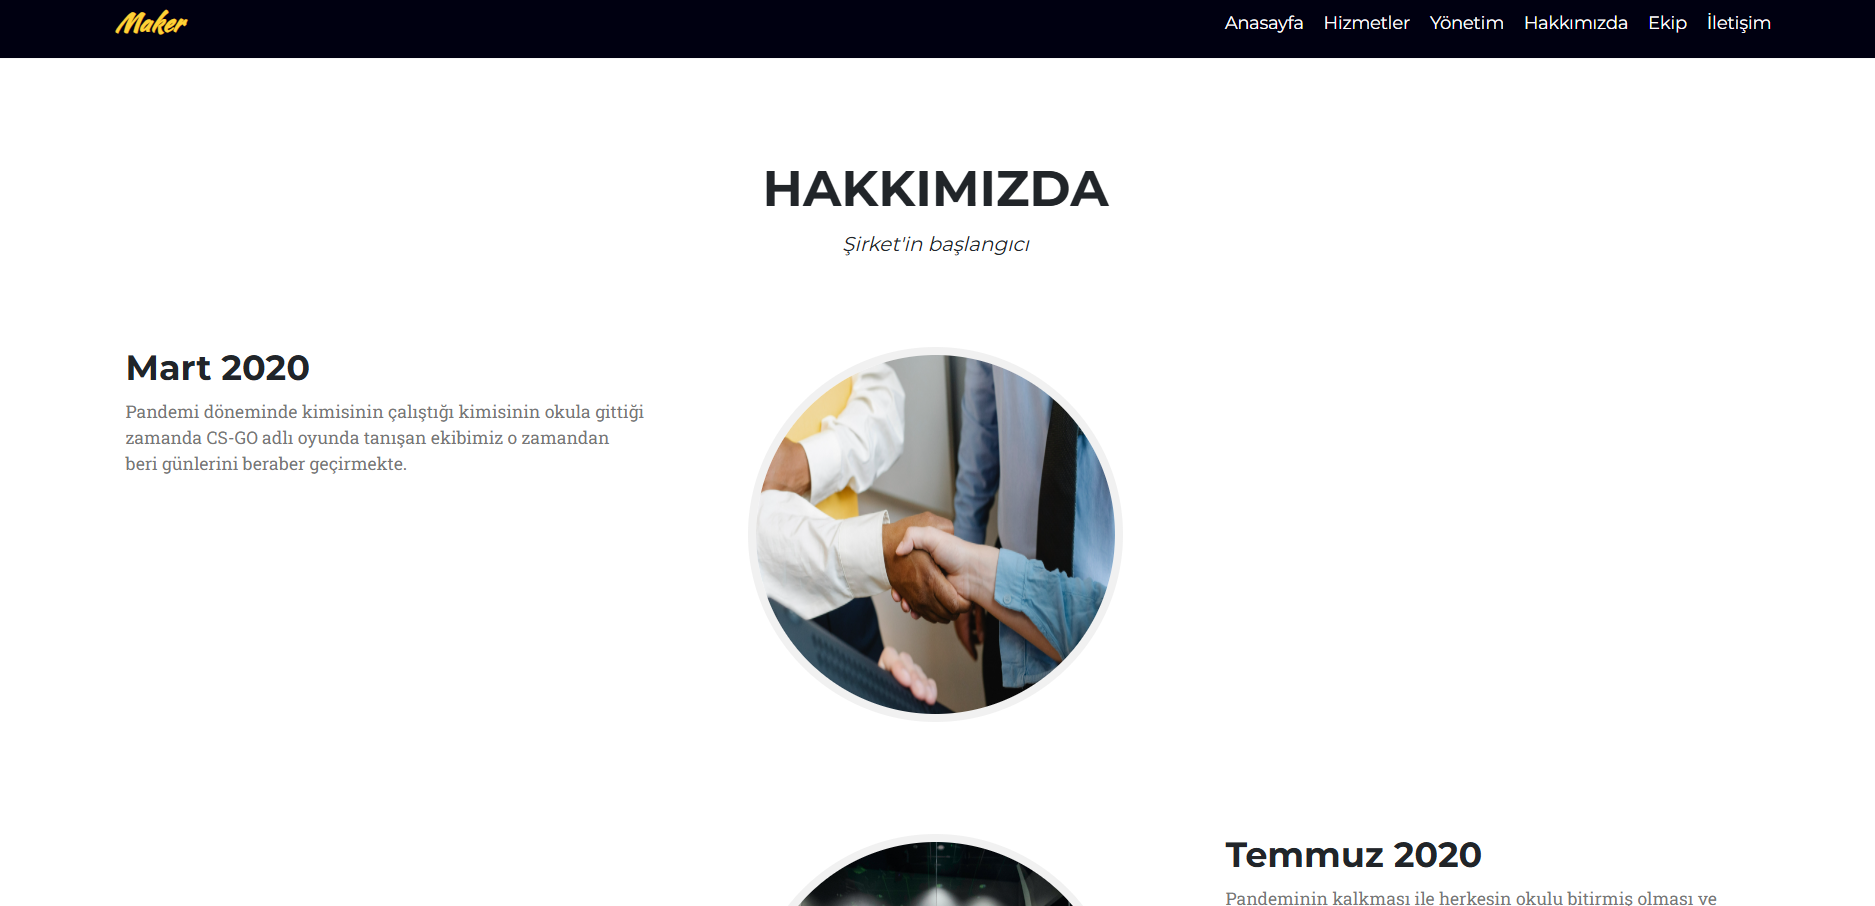 Maker
Anasayfa Hizmetler Yönetim Hakkımızda Ekip İletişim
HAKKIMIZDA
Şirket'in başlangıcı
Mart 2020
Pandemi döneminde kimisinin çalıştığı kimisinin okula gittiği
zamanda CS-GO adlı oyunda tanışan ekibimiz o zamandan
beri günlerini beraber geçirmekte.
Temmuz 2020
Pandeminin kalkması ile herkesin okulu bitirmiş olması ve